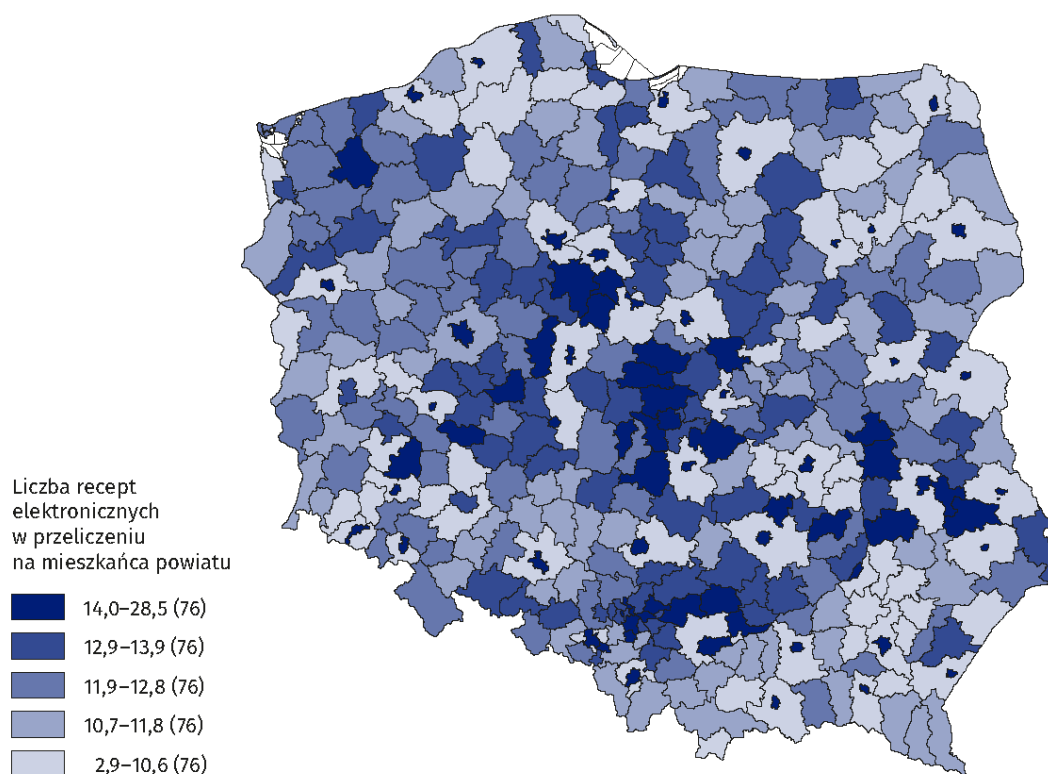 Liczba recept
elektronicznych
w przeliczeniu
na mieszkańca powiatu
14,0–28,5 (76)
12,9–13,9 (76)
11,9–12,8 (76)
10,7–11,8 (76)
2,9–10,6 (76)